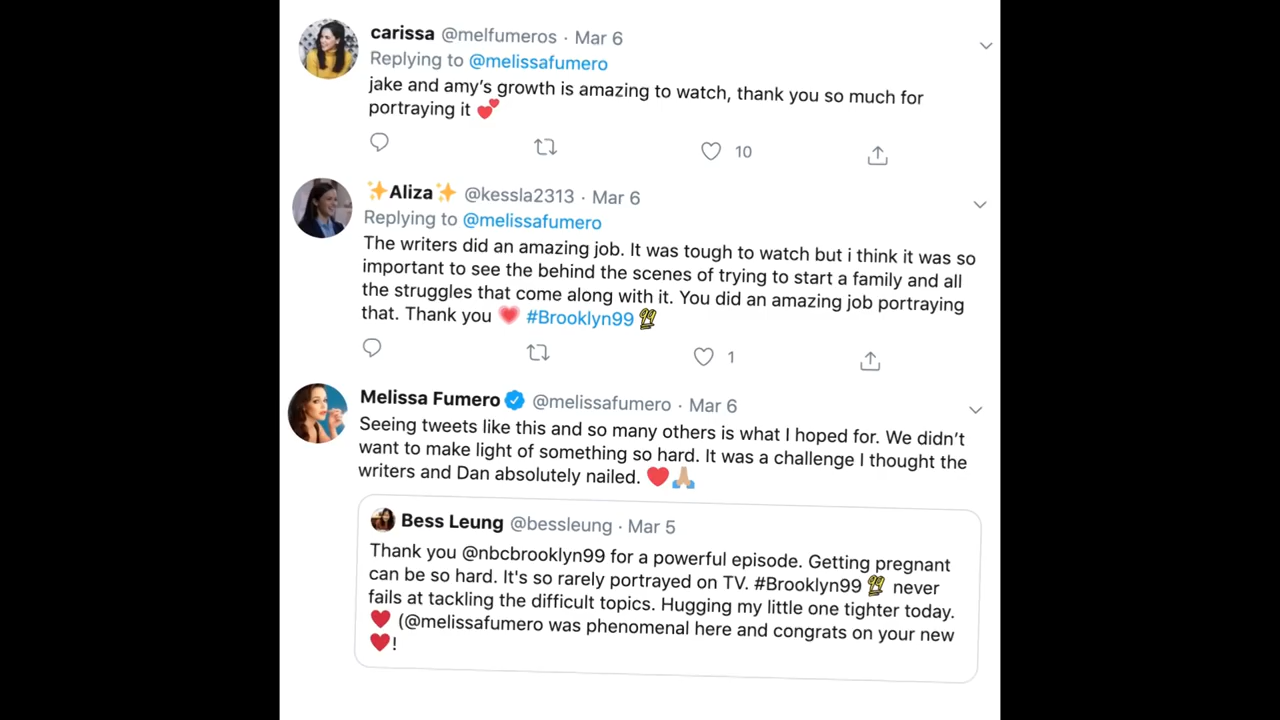 carissa @melfumeros · Mar 6
Replying to @melissafumero
jake and amy's growth is amazing to watch, thank you so much for
portraying it 💕
10
✨Aliza✨ @kessla2313 · Mar 6
Replying to @melissafumero
The writers did an amazing job. It was tough to watch but i think it was so
important to see the behind the scenes of trying to start a family and all
the struggles that come along with it. You did an amazing job portraying
that. Thank you 💗 #Brooklyn99
1
Melissa Fumero @melissafumero · Mar 6
Seeing tweets like this and so many others is what I hoped for. We didn't
want to make light of something so hard. It was a challenge I thought the
writers and Dan absolutely nailed. ❤️🙏🏼
Bess Leung @bessleung · Mar 5
Thank you @nbcbrooklyn99 for a powerful episode. Getting pregnant
can be so hard. It's so rarely portrayed on TV. #Brooklyn99 never
fails at tackling the difficult topics. Hugging my little one tighter today.
❤️ (@melissafumero was phenomenal here and congrats on your new
❤️!